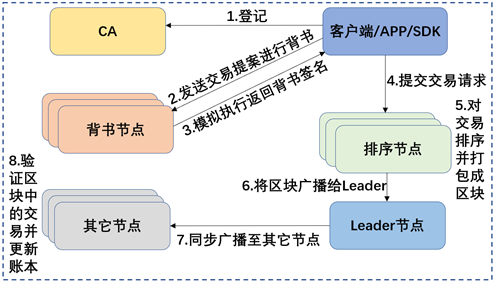 CA
1.登记
客户端/APP/SDK
2.发送交易提案进行背书
3.模拟执行返回背书签名
4.提交交易请求
背书节点
排序节点
5.对
交易
排序
并打
包成
区块
6.将区块广播给Leader
8.验
证区
块中
的交
易并
更新
账本
其它节点
Leader节点
7.同步广播至其它节点